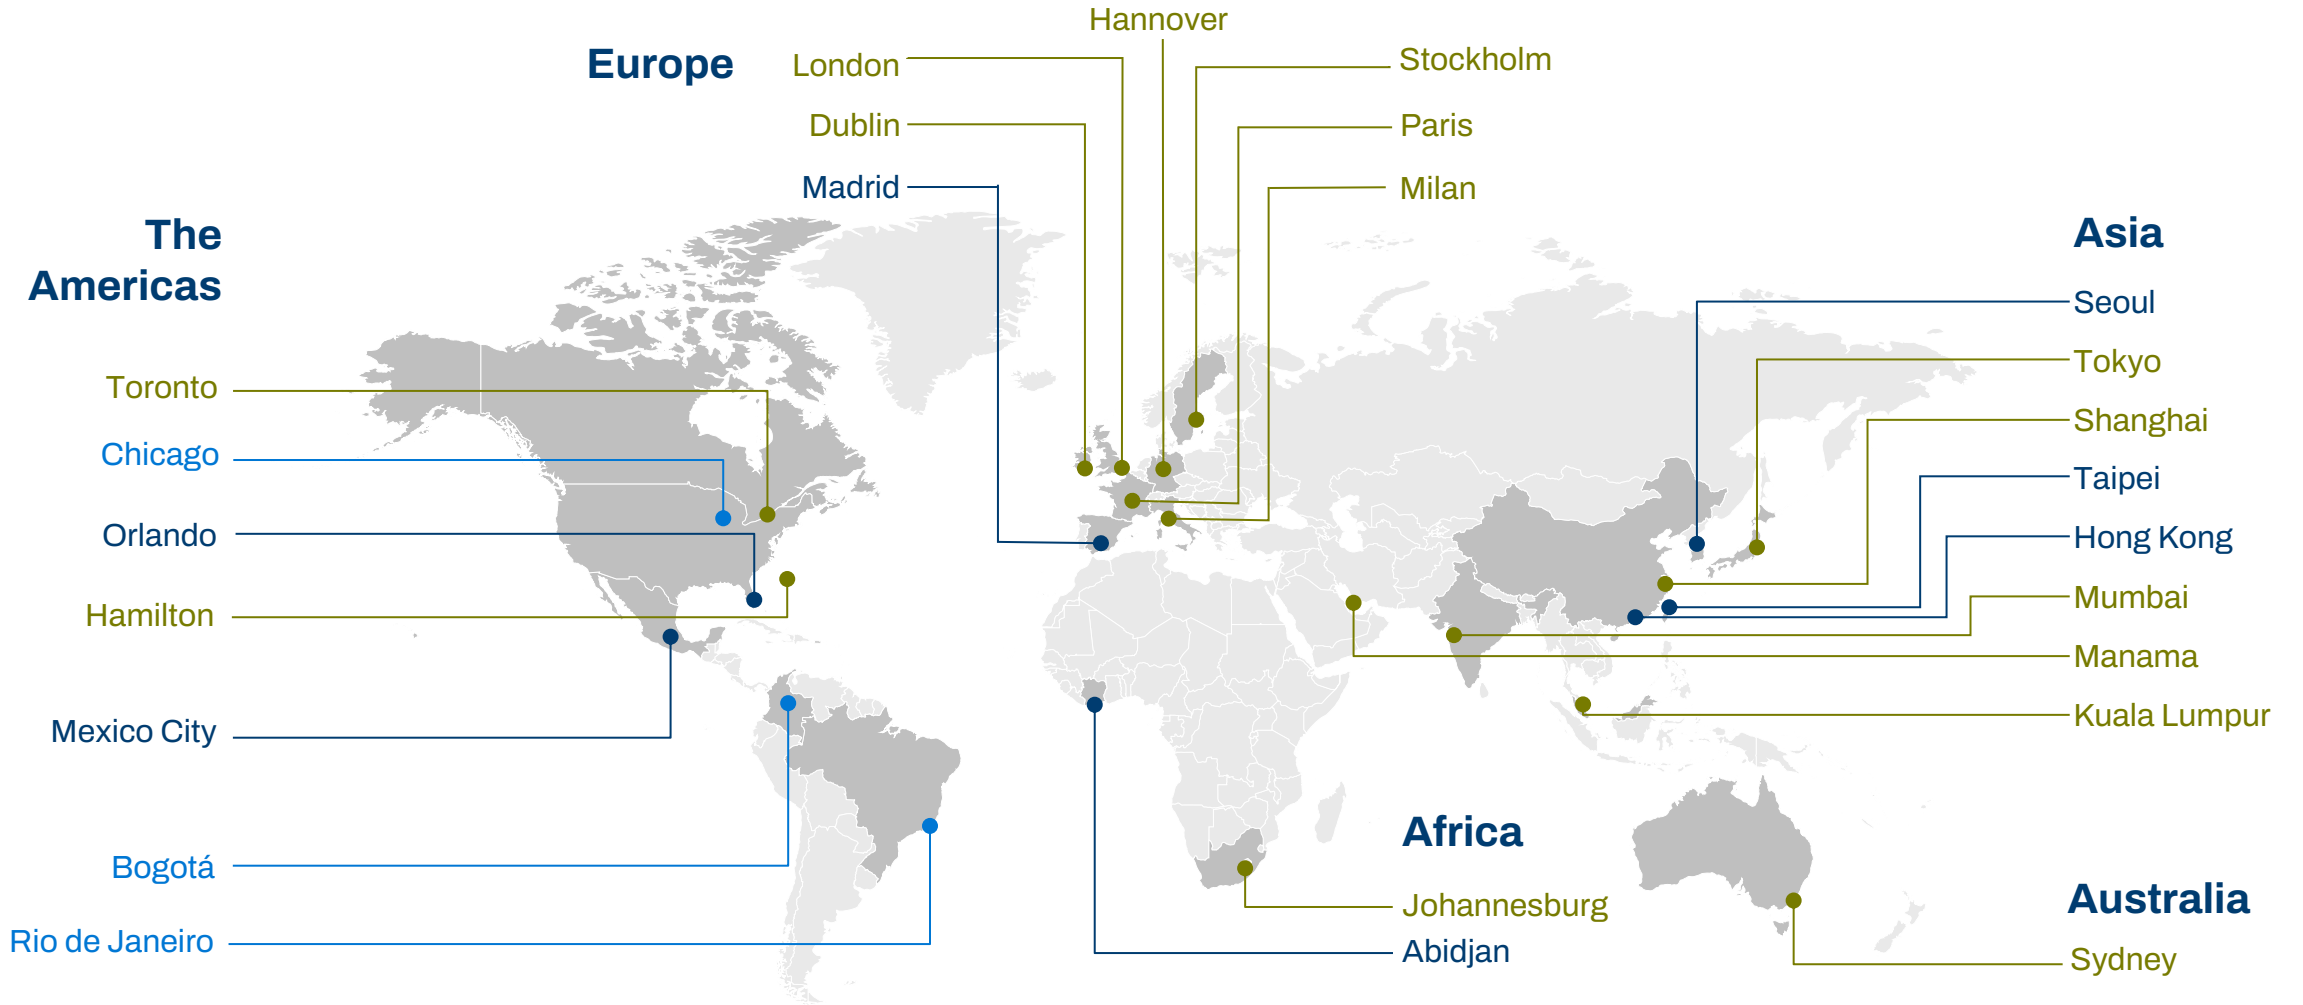 Hannover
Europe
London
Stockholm
Dublin
Paris
Madrid
Milan
The
Americas
Toronto
Chicago
Orlando
Hamilton
Mexico City
Bogotá
Rio de Janeiro
Asia
Seoul
Tokyo
Shanghai
Taipei
Hong Kong
Mumbai
Manama
Kuala Lumpur
Africa
Johannesburg
Abidjan
Australia
Sydney